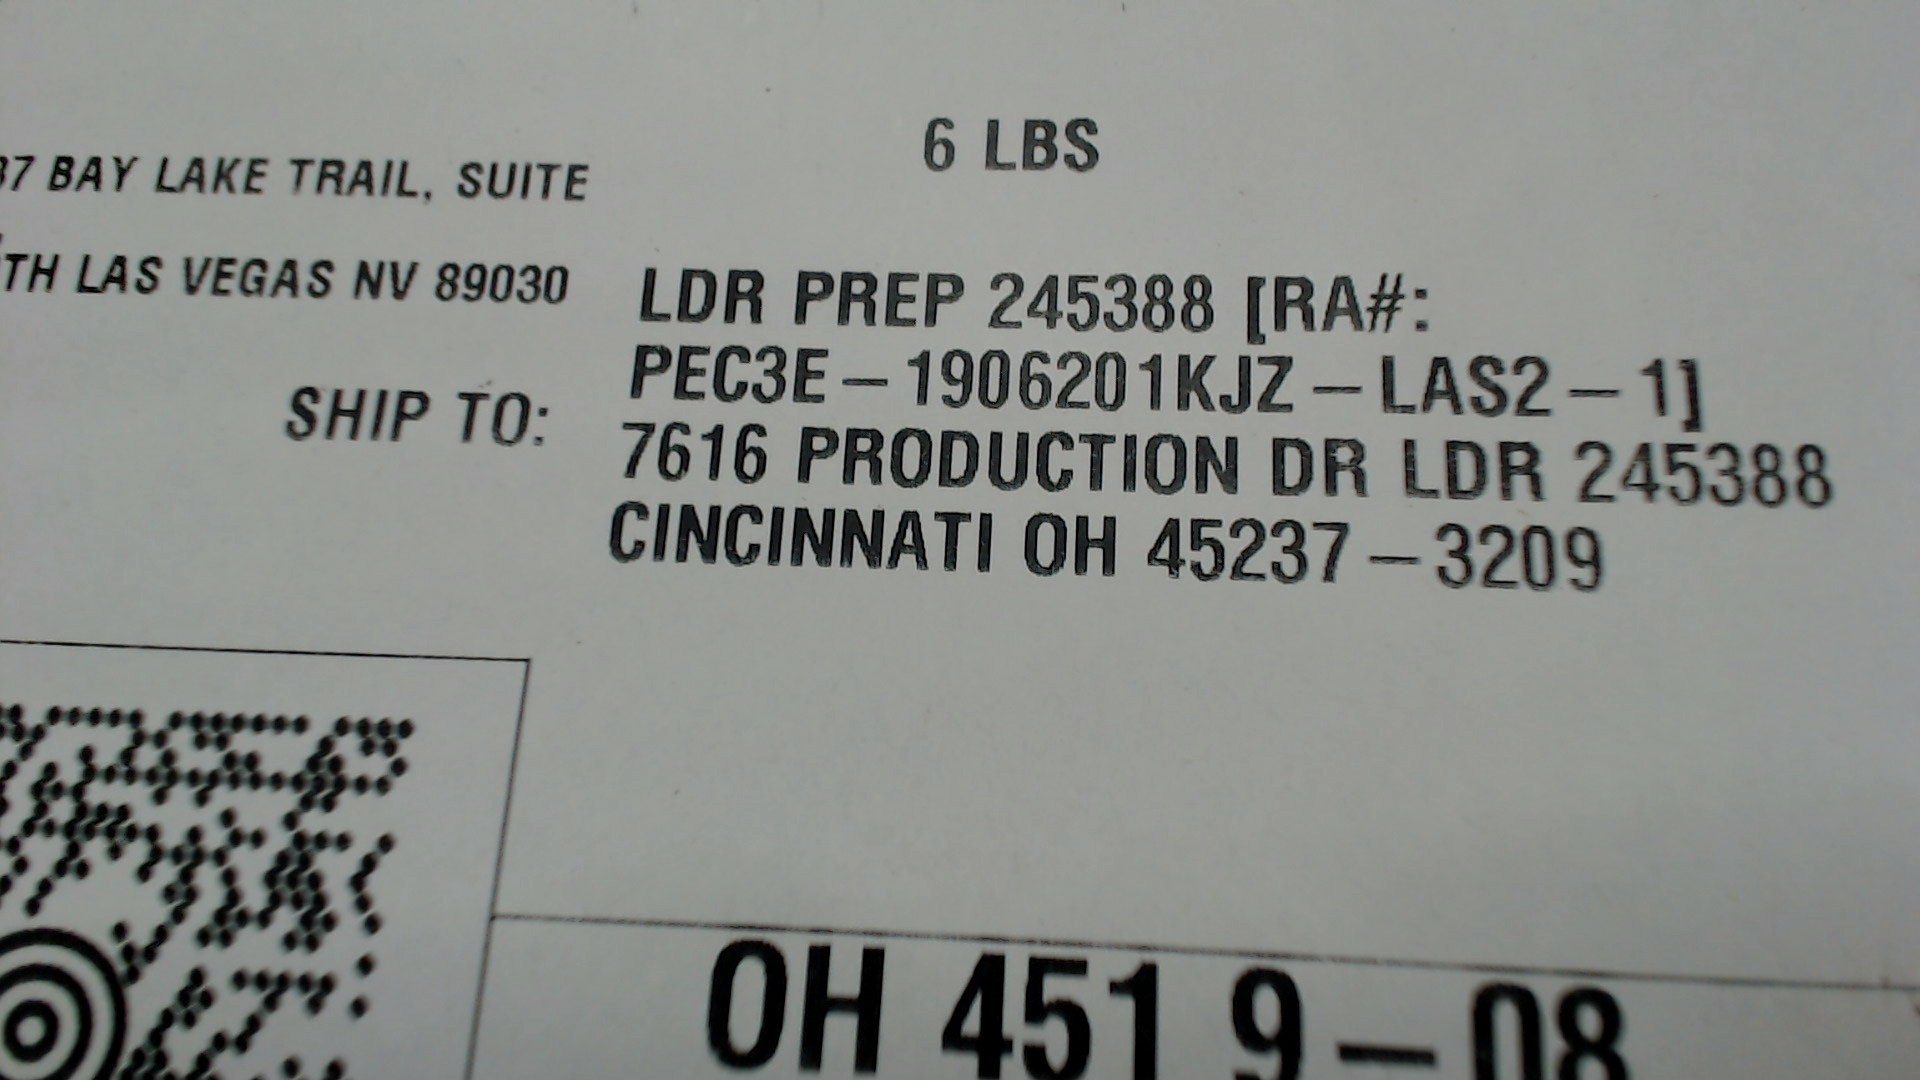 6 LBS
37 BAY LAKE TRAIL, SUITE
TH LAS VEGAS NV 89030
SHIP TO:
LDR PREP 245388 [RA#:
PEC3E-1906201KJZ-LAS2-1]
7616 PRODUCTION DR LDR 245388
CINCINNATI OH 45237-3209
OH 451 9-08